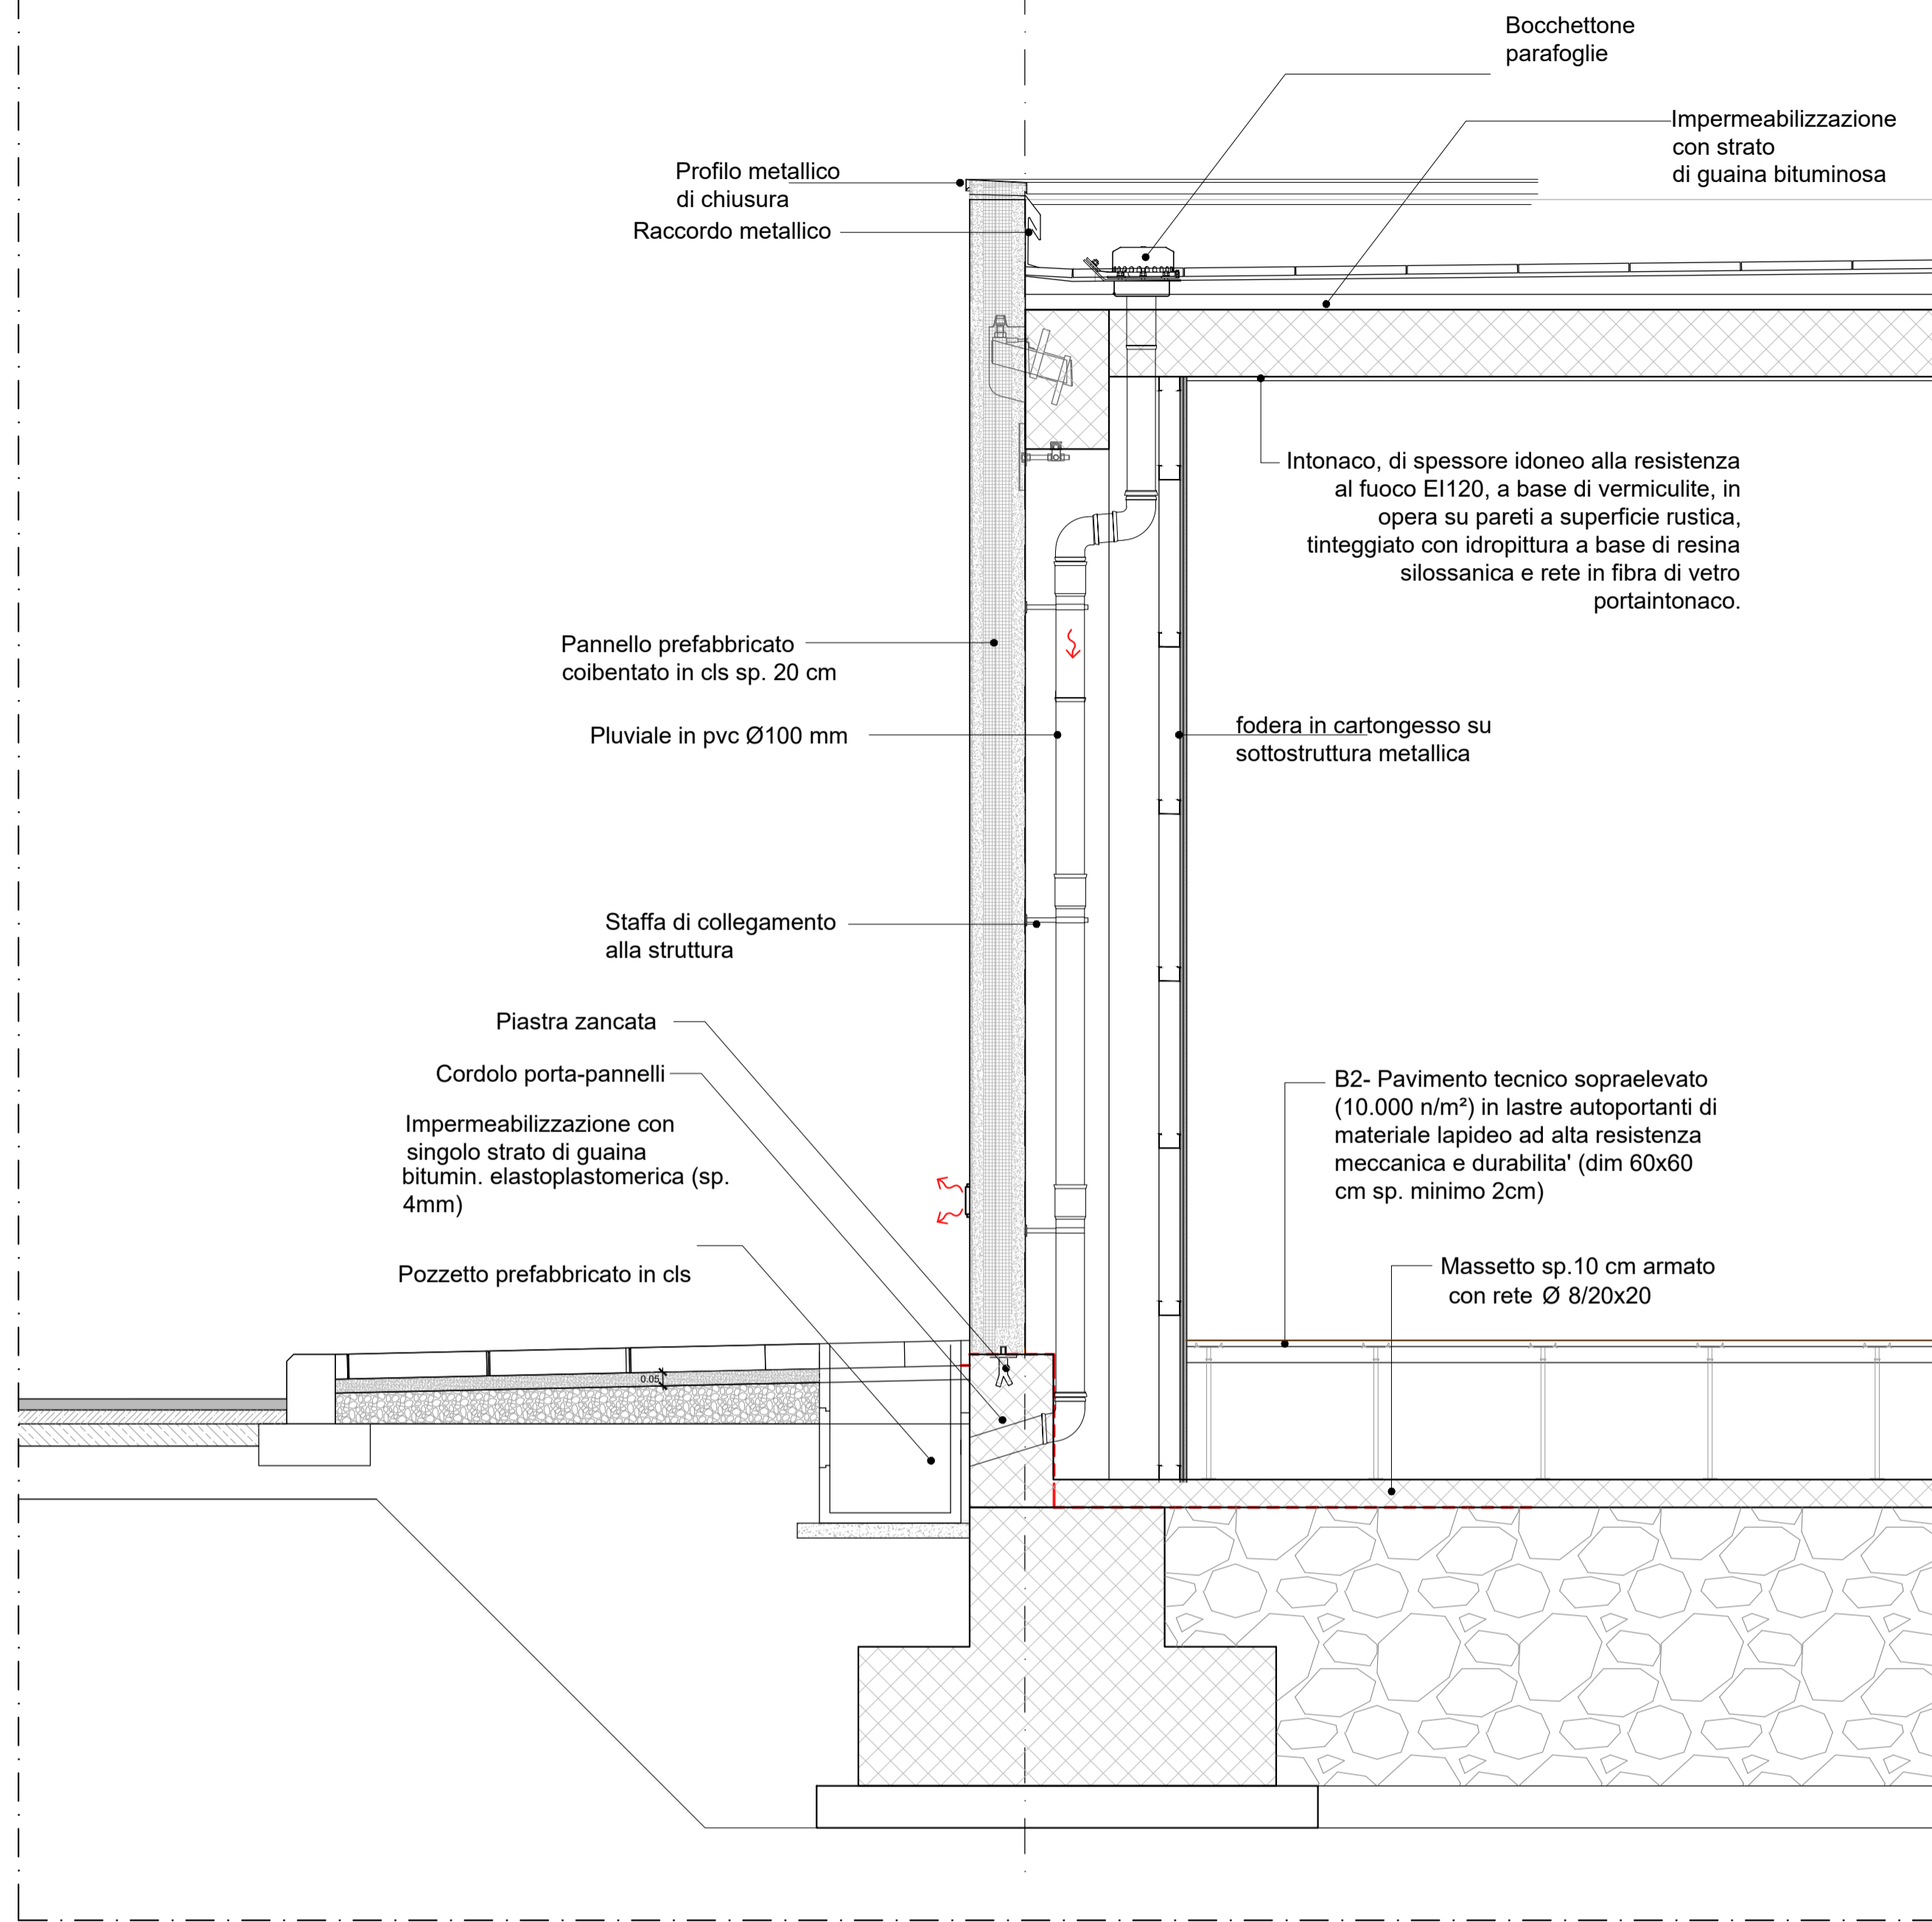 Bocchettone
parafoglie
Impermeabilizzazione
con strato
di guaina bituminosa
Profilo metallico
di chiusura
Raccordo metallico
Intonaco, di spessore idoneo alla resistenza
al fuoco EI120, a base di vermiculite, in
opera su pareti a superficie rustica,
tinteggiato con idropittura a base di resina
silossanica e rete in fibra di vetro
portaintonaco.
Pannello prefabbricato
coibentato in cls sp. 20 cm
Pluviale in pvc Ø100 mm
fodera in cartongesso su
sottostruttura metallica
Staffa di collegamento
alla struttura
Piastra zancata
Cordolo porta-pannelli
Impermeabilizzazione con
singolo strato di guaina
bitumin. elastoplastomerica (sp.
4mm)
Pozzetto prefabbricato in cls
B2- Pavimento tecnico sopraelevato
(10.000 n/m²) in lastre autoportanti di
materiale lapideo ad alta resistenza
meccanica e durabilita' (dim 60x60
cm sp. minimo 2cm)
Massetto sp.10 cm armato
con rete Ø 8/20x20
0.05